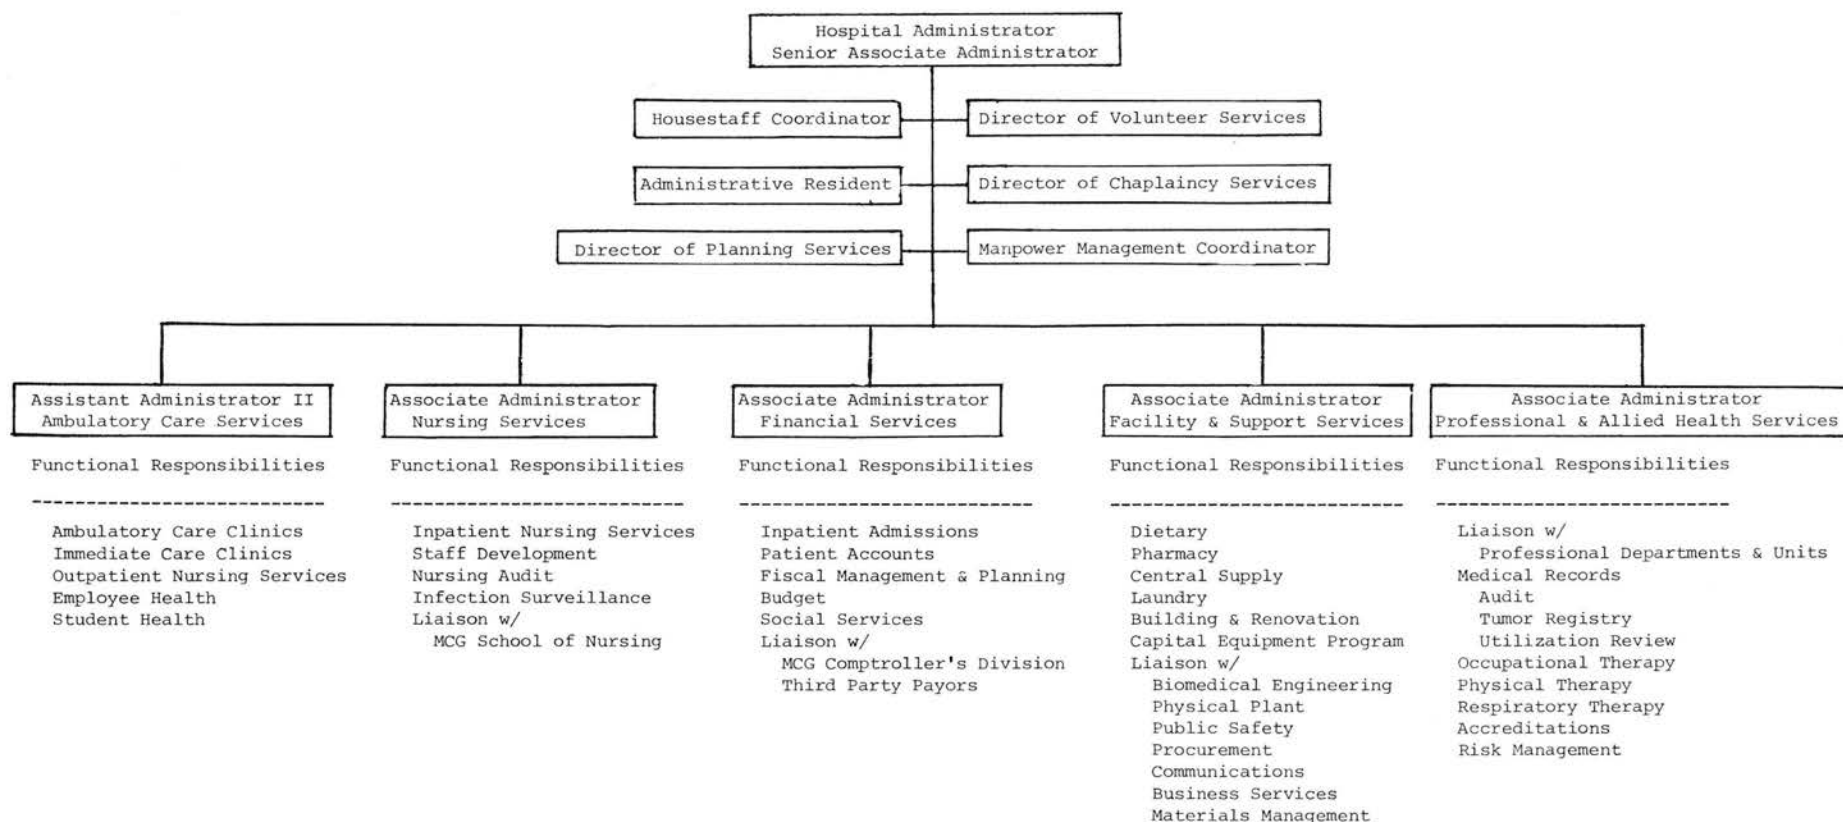 Hospital Administrator
Senior Associate Administrator
Housestaff Coordinator
Director of Volunteer Services
Administrative Resident
Director of Chaplaincy Services
Director of Planning Services
Manpower Management Coordinator
Assistant Administrator II
Ambulatory Care Services
Functional Responsibilities
----------------------------
Ambulatory Care Clinics
Immediate Care Clinics
Outpatient Nursing Services
Employee Health
Student Health
Associate Administrator
Nursing Services
Functional Responsibilities
----------------------------
Inpatient Nursing Services
Staff Development
Nursing Audit
Infection Surveillance
Liaison w/
MCG School of Nursing
Associate Administrator
Financial Services
Functional Responsibilities
----------------------------
Inpatient Admissions
Patient Accounts
Fiscal Management & Planning
Budget
Social Services
Liaison w/
MCG Comptroller's Division
Third Party Payors
Associate Administrator
Facility & Support Services
Functional Responsibilities
----------------------------
Dietary
Pharmacy
Central Supply
Laundry
Building & Renovation
Capital Equipment Program
Liaison w/
Biomedical Engineering
Physical Plant
Public Safety
Procurement
Communications
Business Services
Materials Management
Associate Administrator
Professional & Allied Health Services
Functional Responsibilities
----------------------------
Liaison w/
Professional Departments & Units
Medical Records
Audit
Tumor Registry
Utilization Review
Occupational Therapy
Physical Therapy
Respiratory Therapy
Accreditations
Risk Management